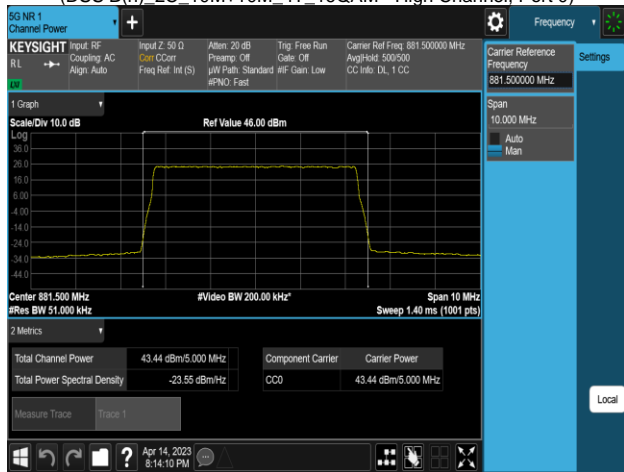 5G NR 1
Channel Power
Frequency
KEYSIGHT
R L
Input: RF
Coupling: AC
Align: Auto
Input Z: 50 Ω
Corr CCorr
Freq Ref: Int (S)
Atten: 20 dB
Preamp: Off
µW Path: Standard
#PNO: Fast
Trig: Free Run
Gate: Off
#IF Gain: Low
Carrier Ref Freq: 881.500000 MHz
Avg|Hold: 500/500
CC Info: DL, 1 CC
Carrier Reference
Frequency
881.500000 MHz
Settings
Span
10.000 MHz
Auto
Man
1 Graph
Scale/Div 10.0 dB
Ref Value 46.00 dBm
Log
36.0
26.0
16.0
6.00
-4.00
-14.0
-24.0
-34.0
-44.0
Center 881.500 MHz
#Video BW 200.00 kHz*
Span 10 MHz
#Res BW 51.000 kHz
Sweep 1.40 ms (1001 pts)
2 Metrics
Total Channel Power 43.44 dBm/5.000 MHz
Total Power Spectral Density -23.55 dBm/Hz
Component Carrier Carrier Power
CC0 43.44 dBm/5.000 MHz
Measure Trace Trace 1
Local
Apr 14, 2023
8:14:10 PM